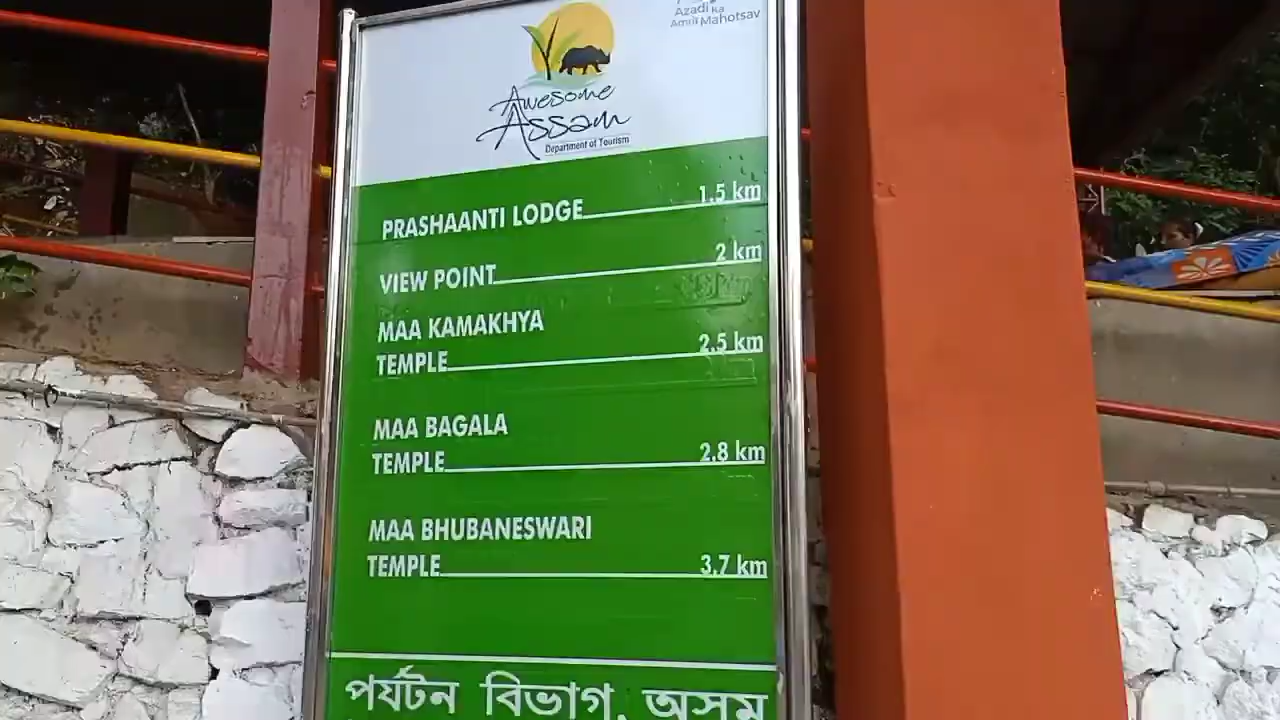 Azadi Ka
Amrit Mahotsav
Awesome
Assam
Department of Tourism
PRASHAANTI LODGE 1.5 km
VIEW POINT 2 km
MAA KAMAKHYA
TEMPLE 2.5 km
MAA BAGALA
TEMPLE 2.8 km
MAA BHUBANESWARI
TEMPLE 3.7 km
পৰ্যটন বিভাগ, অসম